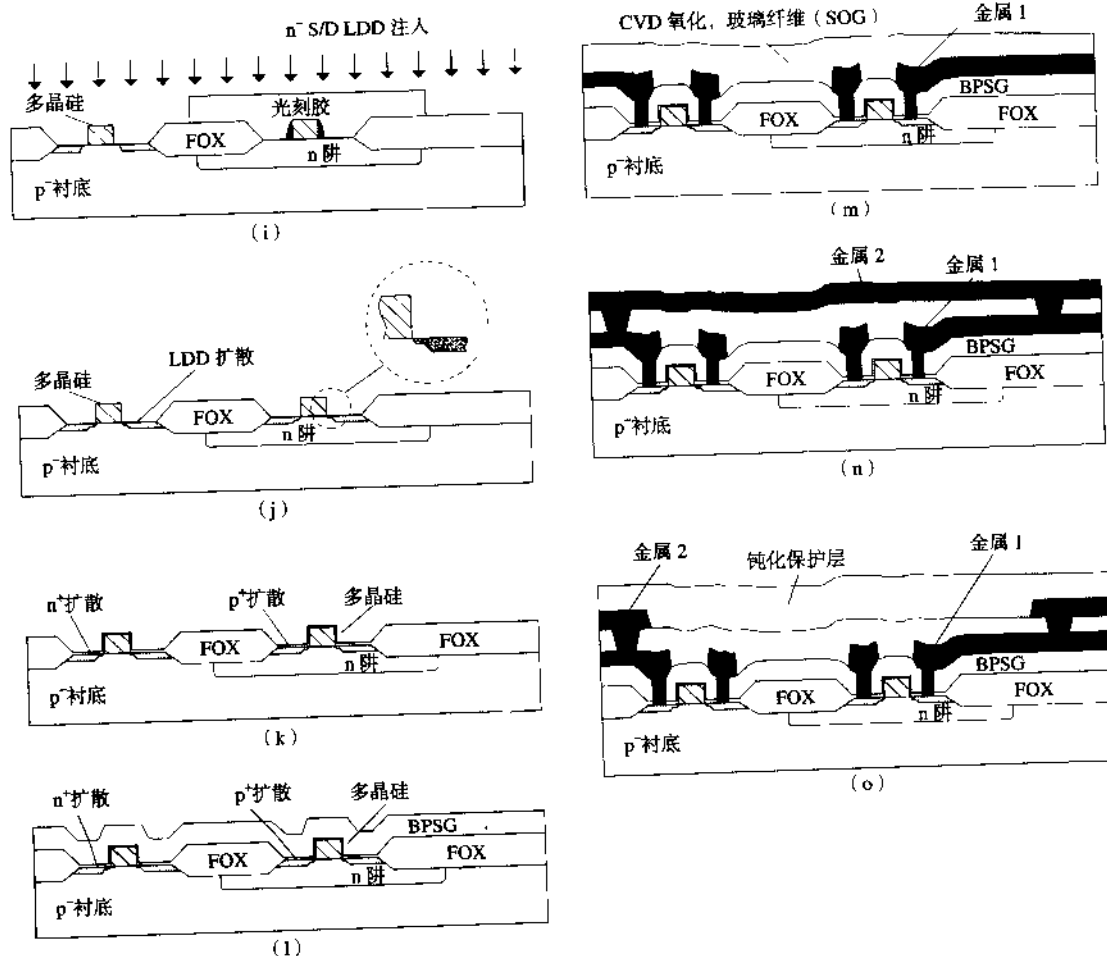 n⁻ S/D LDD 注入
多晶硅
光刻胶
FOX
n 阱
p⁻衬底
(i)
LDD 扩散
多晶硅
FOX
n 阱
p⁻衬底
(j)
n⁺扩散
p⁺扩散
多晶硅
FOX
FOX
n 阱
p⁻衬底
(k)
n⁺扩散
p⁺扩散
多晶硅
BPSG
FOX
FOX
n 阱
p⁻衬底
(l)
CVD 氧化, 玻璃纤维 (SOG)
金属 1
BPSG
FOX
FOX
n 阱
p⁻衬底
(m)
金属 2
金属 1
BPSG
FOX
FOX
n 阱
p⁻衬底
(n)
金属 2
钝化保护层
金属 1
BPSG
FOX
FOX
n 阱
p⁻衬底
(o)